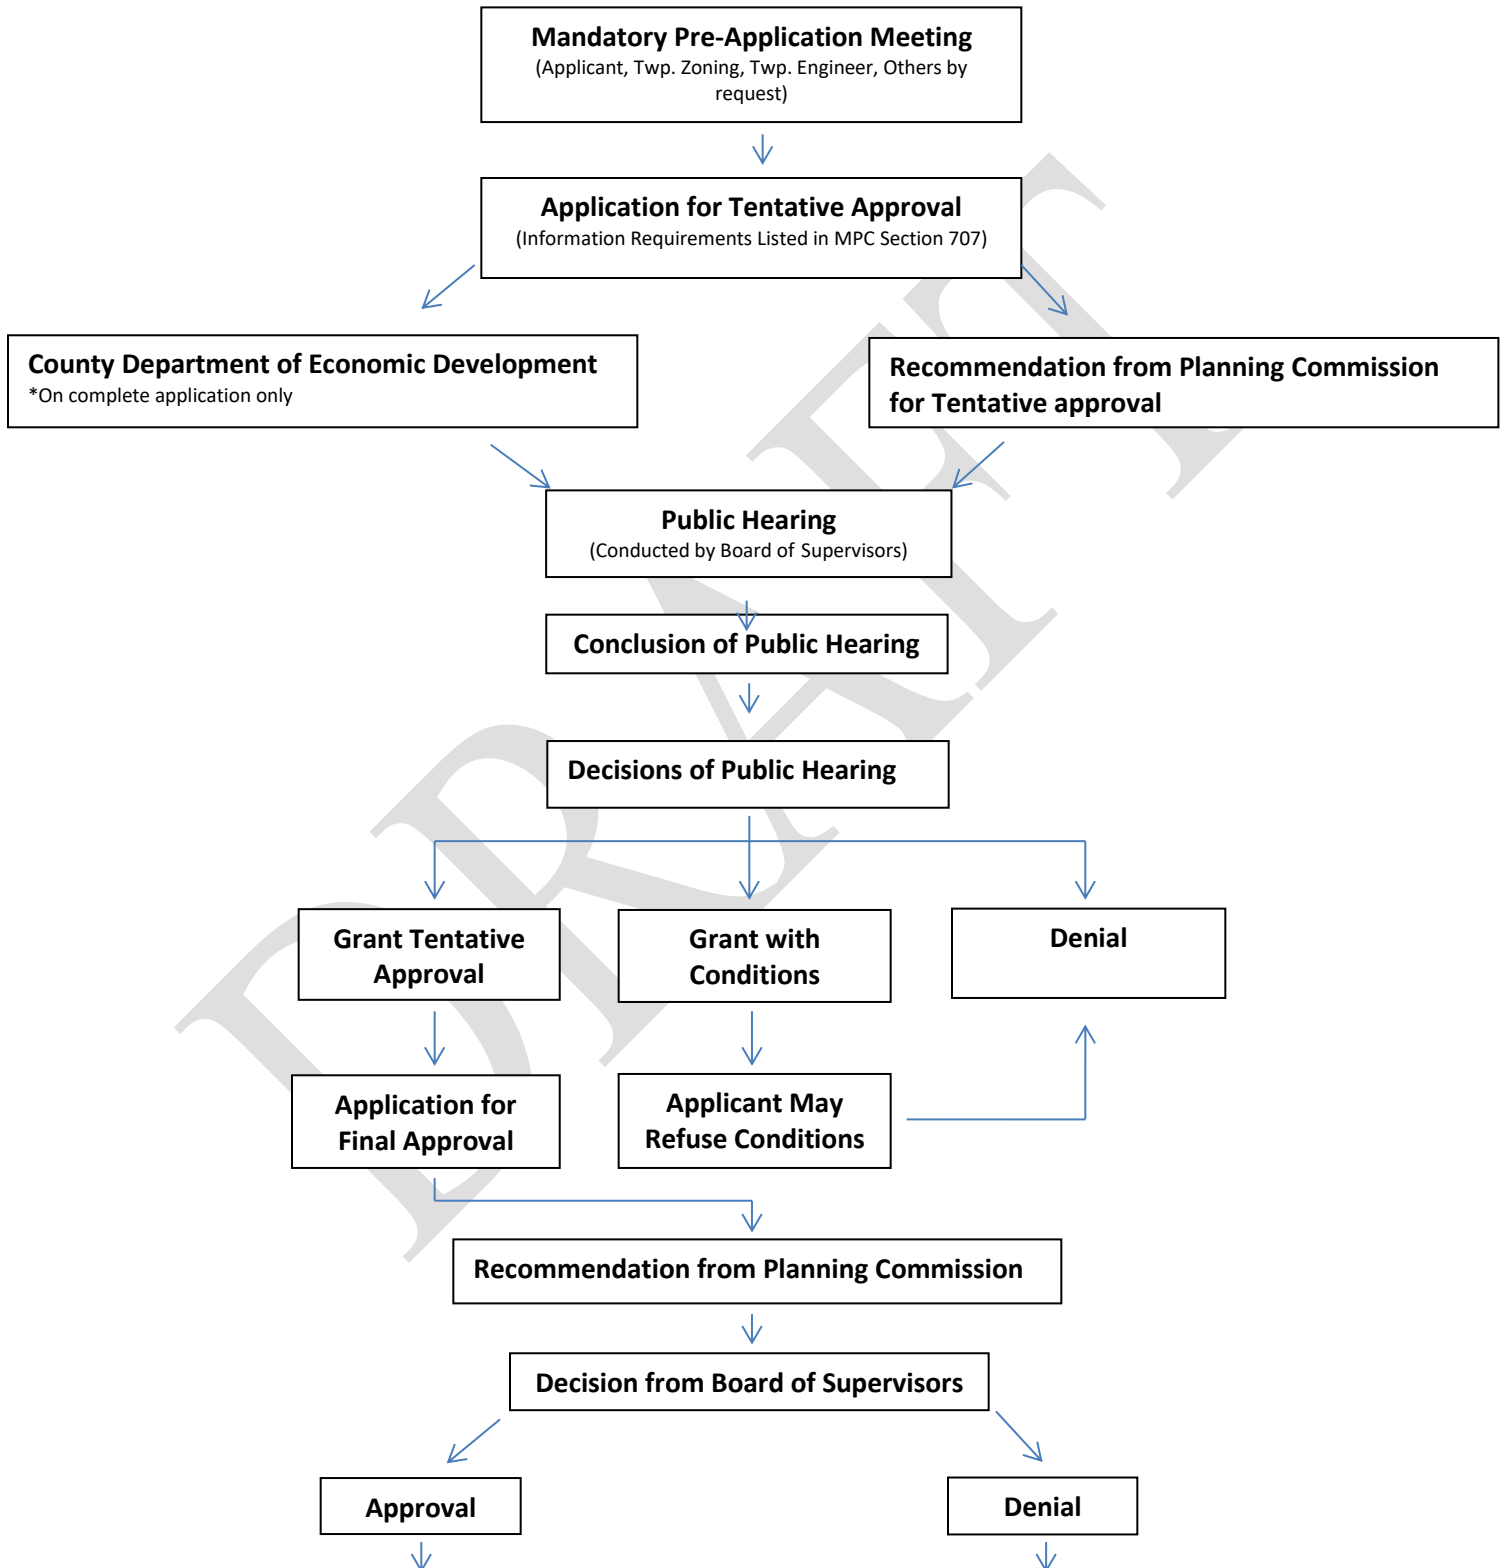 Mandatory Pre-Application Meeting
(Applicant, Twp. Zoning, Twp. Engineer, Others by
request)
Application for Tentative Approval
(Information Requirements Listed in MPC Section 707)
County Department of Economic Development
*On complete application only
Recommendation from Planning Commission
for Tentative approval
Public Hearing
(Conducted by Board of Supervisors)
Conclusion of Public Hearing
Decisions of Public Hearing
Grant Tentative
Approval
Grant with
Conditions
Denial
Application for
Final Approval
Applicant May
Refuse Conditions
Recommendation from Planning Commission
Decision from Board of Supervisors
Approval
Denial
DRAFT